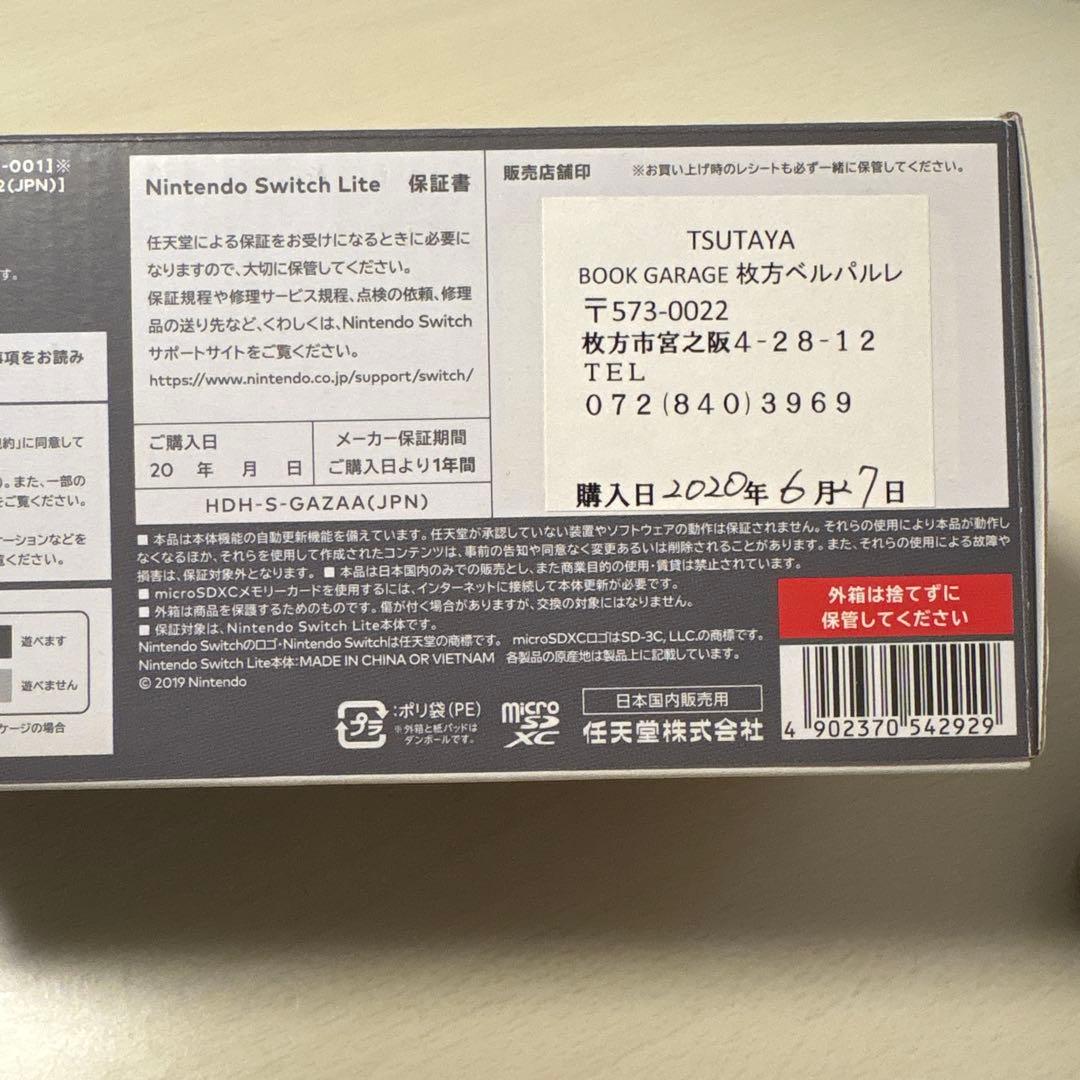 -001]※
2(JPN)]
す。
事項をお読み
約」に同意して
)。また、一部の
をご覧ください。
ケーションなどを
覧ください。
遊べます
遊べません
ケージの場合
Nintendo Switch Lite 保証書
任天堂による保証をお受けになるときに必要に
なりますので、大切に保管してください。
保証規程や修理サービス規程、点検の依頼、修理
品の送り先など、くわしくは、Nintendo Switch
サポートサイトをご覧ください。
https://www.nintendo.co.jp/support/switch/
ご購入日
20 年 月 日
メーカー保証期間
ご購入日より1年間
HDH-S-GAZAA(JPN)
販売店舗印 ※お買い上げ時のレシートも必ず一緒に保管してください。
TSUTAYA
BOOK GARAGE 枚方ベルパルレ
〒573-0022
枚方市宮之阪4-28-12
TEL
072(840)3969
購入日2020年6月27日
■ 本品は本体機能の自動更新機能を備えています。任天堂が承認していない装置やソフトウェアの動作は保証されません。それらの使用により本品が動作し
なくなるほか、それらを使用して作成されたコンテンツは、事前の告知や同意なく変更あるいは削除されることがあります。また、それらの使用による故障や
損害は、保証対象外となります。 ■ 本品は日本国内のみでの販売とし、また商業目的の使用・賃貸は禁止されています。
■ microSDXCメモリーカードを使用するには、インターネットに接続して本体更新が必要です。
■ 外箱は商品を保護するためのものです。傷が付く場合がありますが、交換の対象にはなりません。
■ 保証対象は、Nintendo Switch Lite本体です。
Nintendo Switchのロゴ・Nintendo Switchは任天堂の商標です。 microSDXCロゴはSD-3C, LLC.の商標です。
Nintendo Switch Lite本体:MADE IN CHINA OR VIETNAM 各製品の原産地は製品上に記載しています。
© 2019 Nintendo
外箱は捨てずに
保管してください
プラ
:ポリ袋(PE)
※外箱と紙パッドは
ダンボールです。
micro
SD
XC
日本国内販売用
任天堂株式会社
4 902370 542929